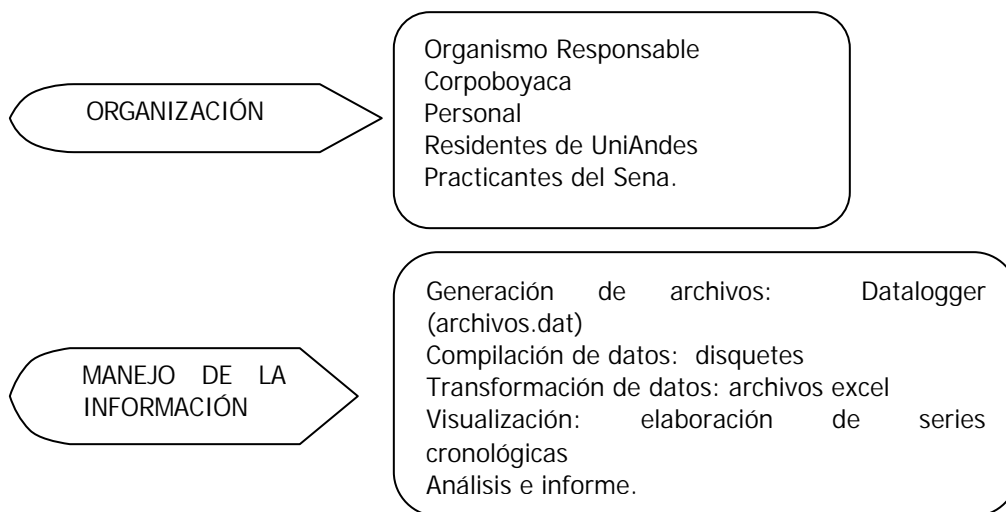 ORGANIZACIÓN
Organismo Responsable
Corpoboyaca
Personal
Residentes de UniAndes
Practicantes del Sena.
MANEJO DE LA
INFORMACIÓN
Generación de archivos: Datalogger
(archivos.dat)
Compilación de datos: disquetes
Transformación de datos: archivos excel
Visualización: elaboración de series
cronológicas
Análisis e informe.